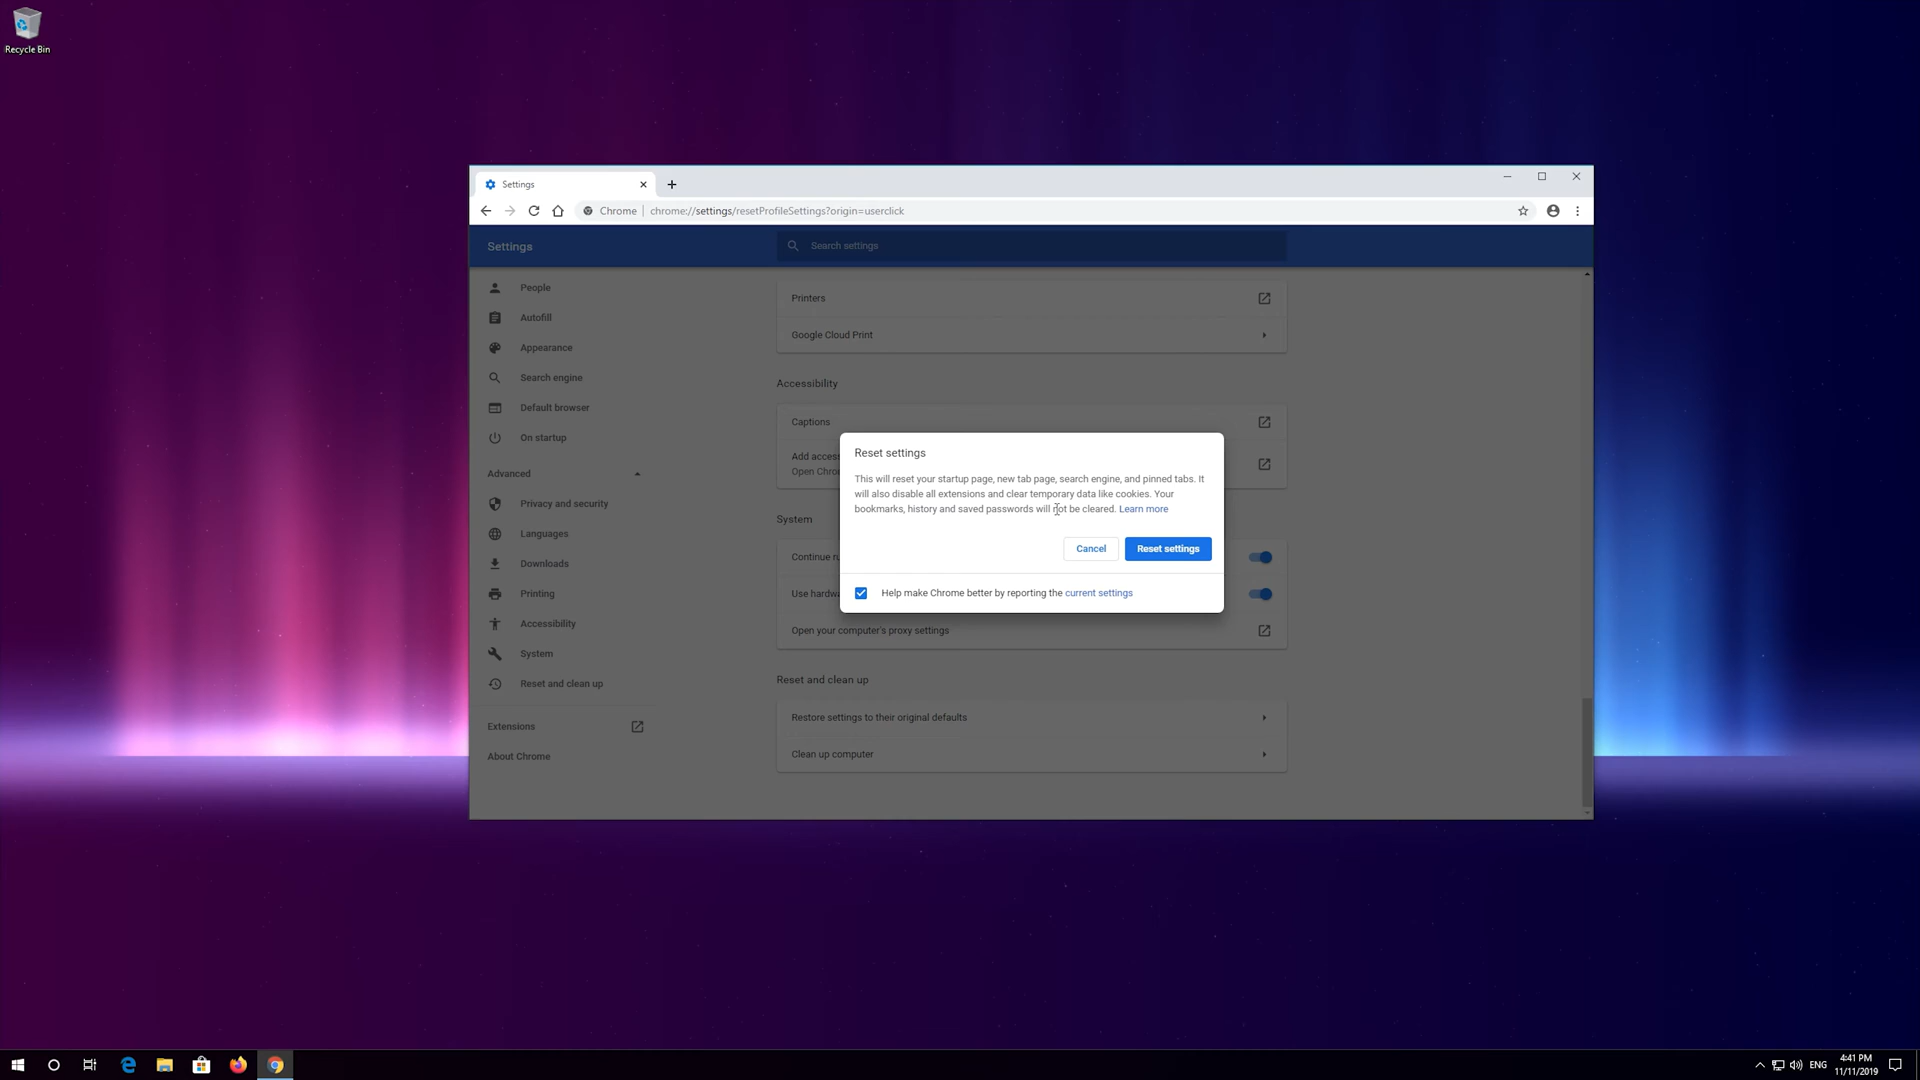 Recycle Bin
Settings
Chrome | chrome://settings/resetProfileSettings?origin=userclick
Settings
Search settings
People
Autofill
Appearance
Search engine
Default browser
On startup
Advanced
Privacy and security
Languages
Downloads
Printing
Accessibility
System
Reset and clean up
Extensions
About Chrome
Printers
Google Cloud Print
Accessibility
Captions
Add acces
Open Chro
System
Continue ru
Use hardwa
Open your computer's proxy settings
Reset and clean up
Restore settings to their original defaults
Clean up computer
Reset settings
This will reset your startup page, new tab page, search engine, and pinned tabs. It
will also disable all extensions and clear temporary data like cookies. Your
bookmarks, history and saved passwords will not be cleared. Learn more
Cancel
Reset settings
Help make Chrome better by reporting the current settings
ENG
4:41 PM
11/11/2019